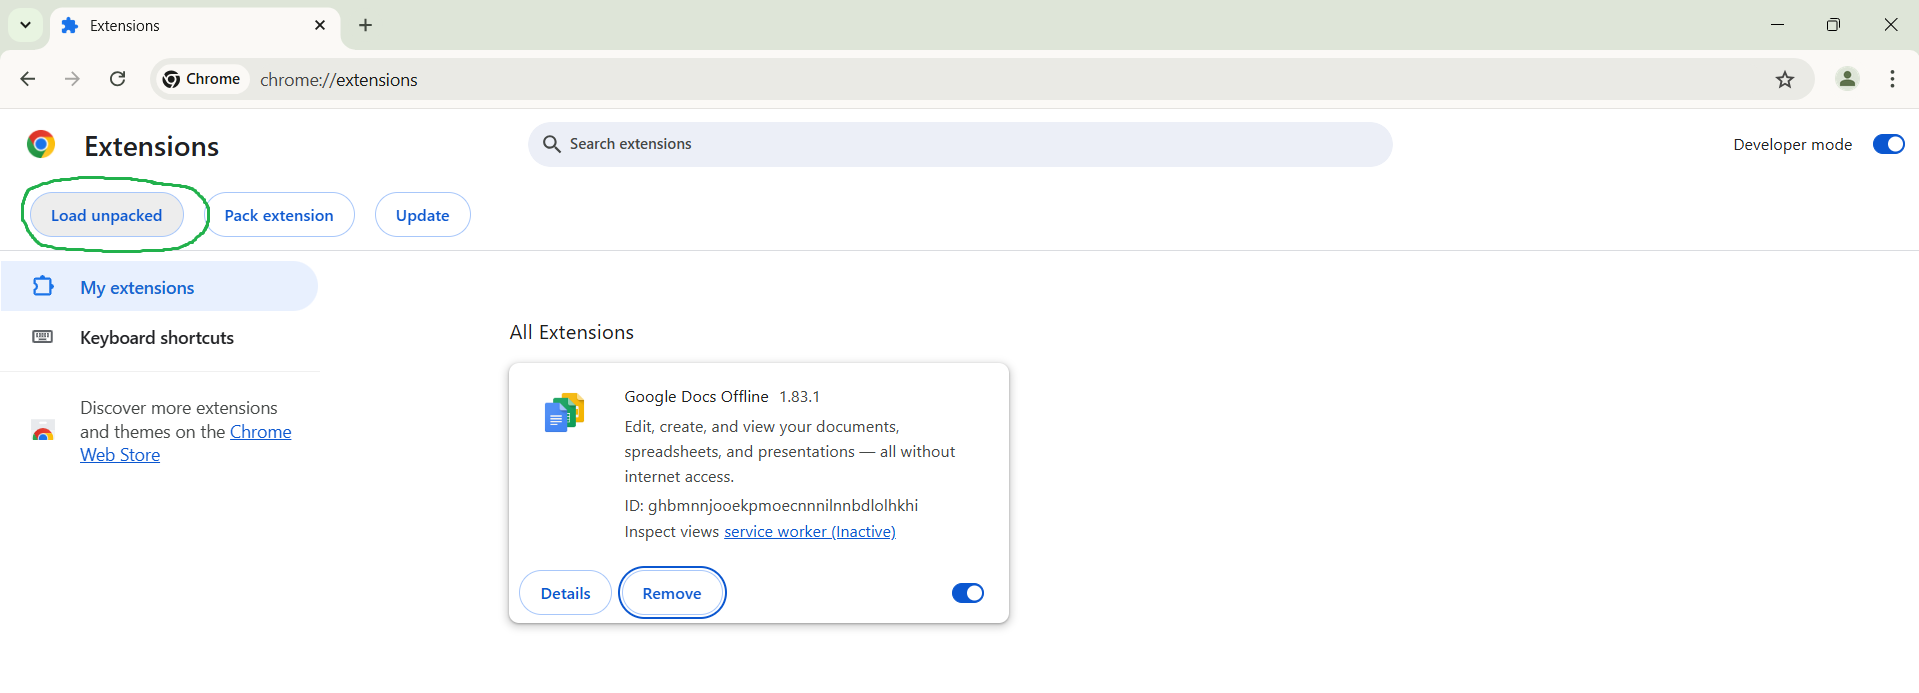 Extensions
Chrome
chrome://extensions
Extensions
Search extensions
Developer mode
Load unpacked
Pack extension
Update
My extensions
Keyboard shortcuts
Discover more extensions
and themes on the Chrome
Web Store
All Extensions
Google Docs Offline 1.83.1
Edit, create, and view your documents,
spreadsheets, and presentations — all without
internet access.
ID: ghbmnnjooekpmoecnnnilnnbdlolhkhi
Inspect views service worker (Inactive)
Details
Remove